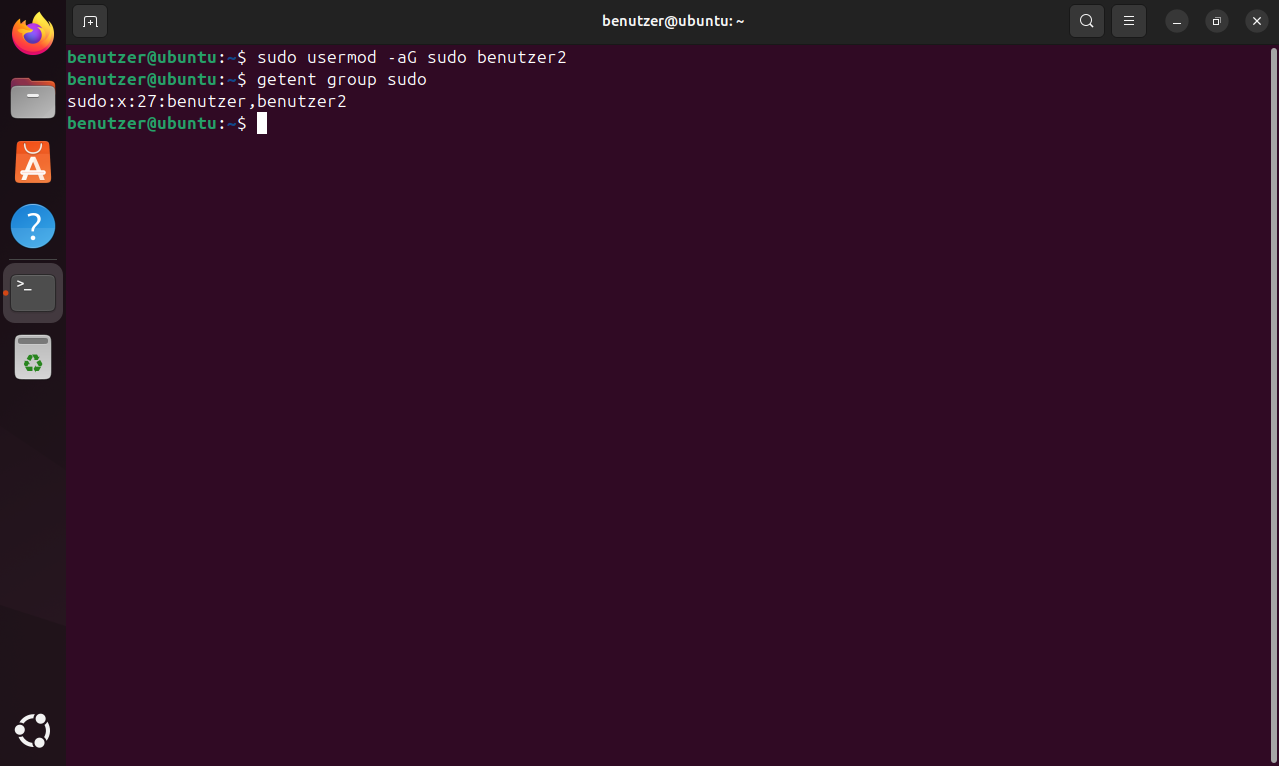 benutzer@ubuntu: ~
benutzer@ubuntu:~$ sudo usermod -aG sudo benutzer2
benutzer@ubuntu:~$ getent group sudo
sudo:x:27:benutzer,benutzer2
benutzer@ubuntu:~$